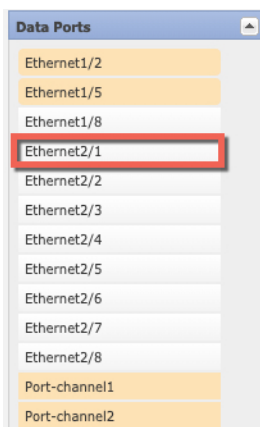 Data Ports
Ethernet1/2
Ethernet1/5
Ethernet1/8
Ethernet2/1
Ethernet2/2
Ethernet2/3
Ethernet2/4
Ethernet2/5
Ethernet2/6
Ethernet2/7
Ethernet2/8
Port-channel1
Port-channel2